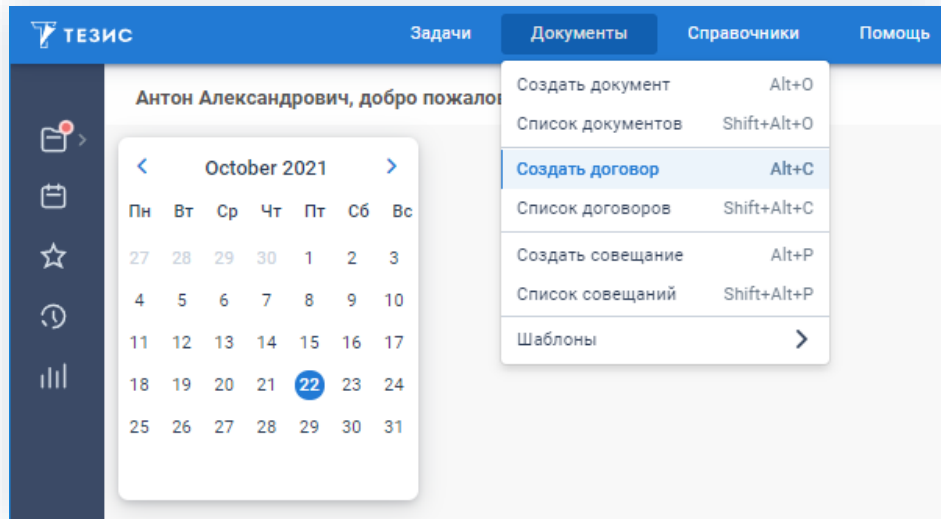 ТЕЗИС
Задачи Документы Справочники Помощь
Антон Александрович, добро
Создать документ Alt+O
Список документов Shift+Alt+O
Создать договор Alt+C
Список договоров Shift+Alt+C
Создать совещание Alt+P
Список совещаний Shift+Alt+P
Шаблоны
October 2021
Пн Вт Ср Чт Пт Сб Вс
27 28 29 30 1 2 3
4 5 6 7 8 9 10
11 12 13 14 15 16 17
18 19 20 21 22 23 24
25 26 27 28 29 30 31